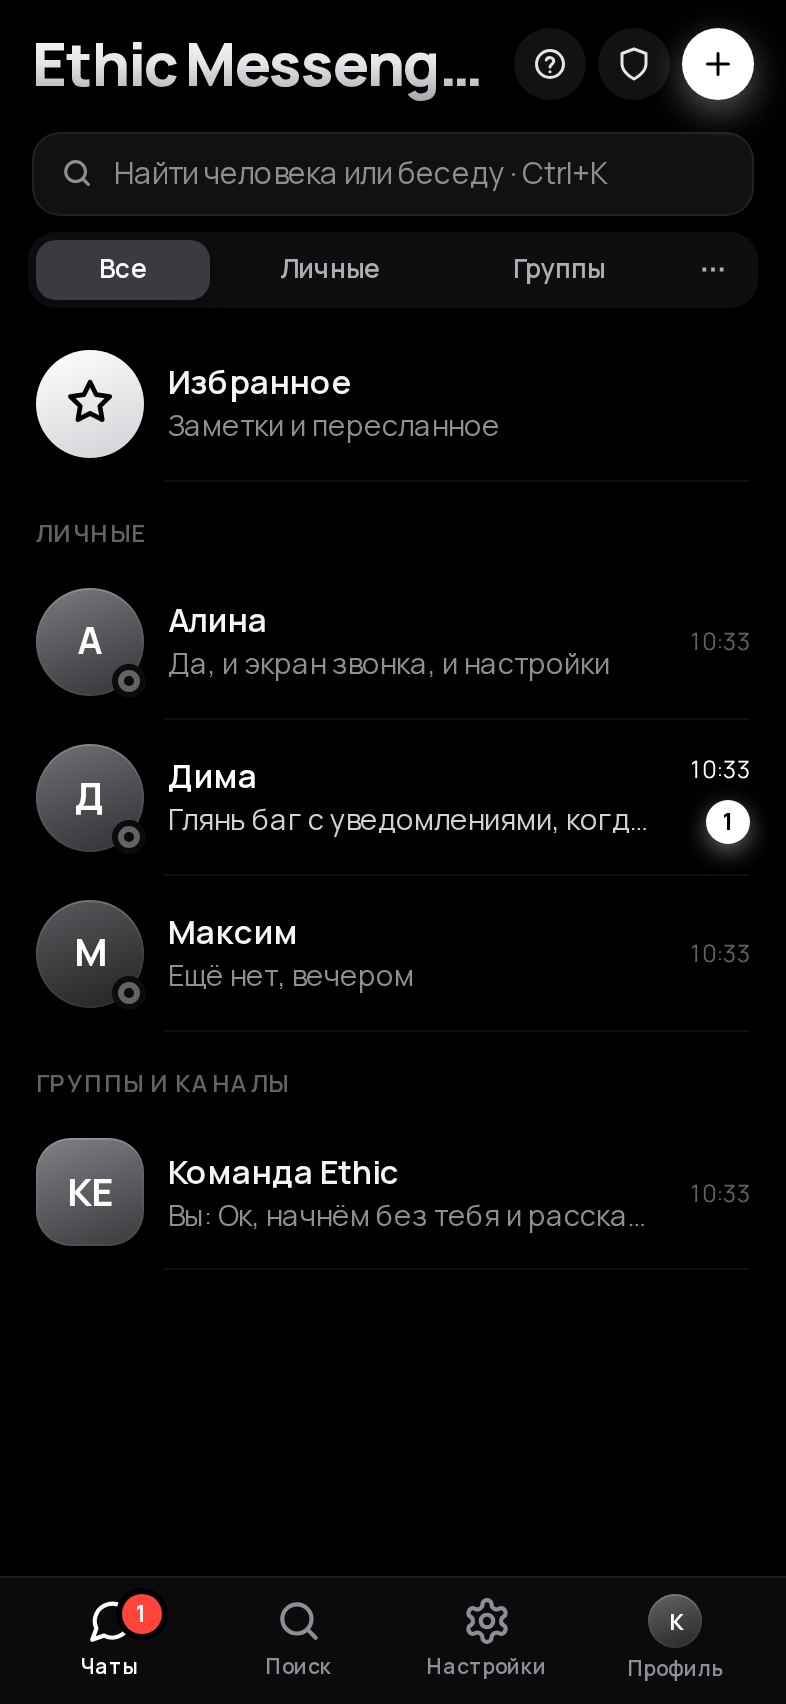 Ethic Messeng...
Найти человека или беседу · Ctrl+K
Все
Личные
Группы
...
Избранное
Заметки и пересланное
ЛИЧНЫЕ
А
Алина
Да, и экран звонка, и настройки
10:33
Д
Дима
Глянь баг с уведомлениями, когд...
10:33
1
М
Максим
Ещё нет, вечером
10:33
ГРУППЫ И КАНАЛЫ
KE
Команда Ethic
Вы: Ок, начнём без тебя и расска...
10:33
1
Чаты
Поиск
Настройки
K
Профиль